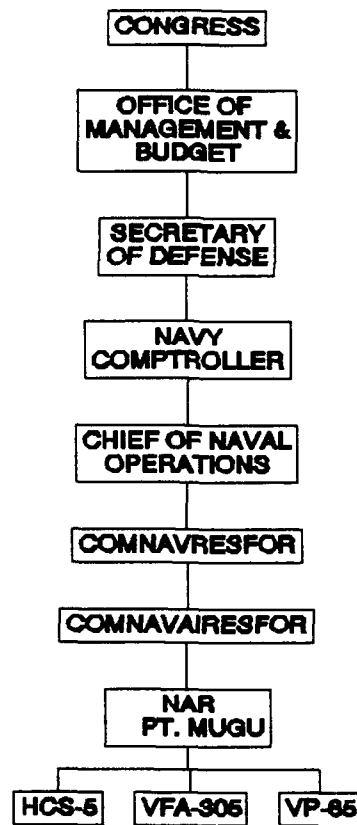 CONGRESS
OFFICE OF
MANAGEMENT &
BUDGET
SECRETARY
OF DEFENSE
NAVY
COMPTROLLER
CHIEF OF NAVAL
OPERATIONS
COMNAVRESFOR
COMNAVAIRESFOR
NAR
PT. MUGU
HCS-5 VFA-305 VP-65